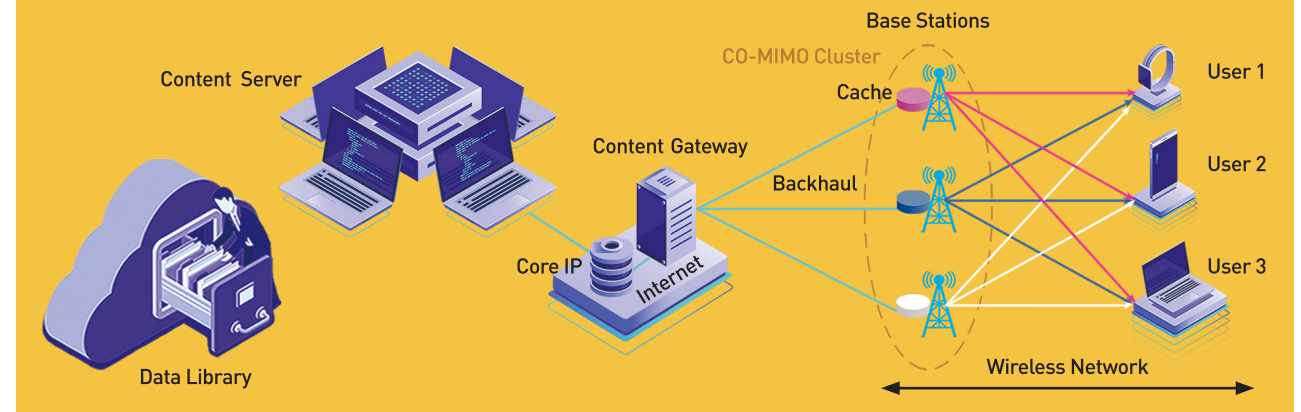 Base Stations
CO-MIMO Cluster
Content Server
User 1
Cache
Content Gateway
User 2
Backhaul
Core IP
Internet
User 3
Wireless Network
Data Library